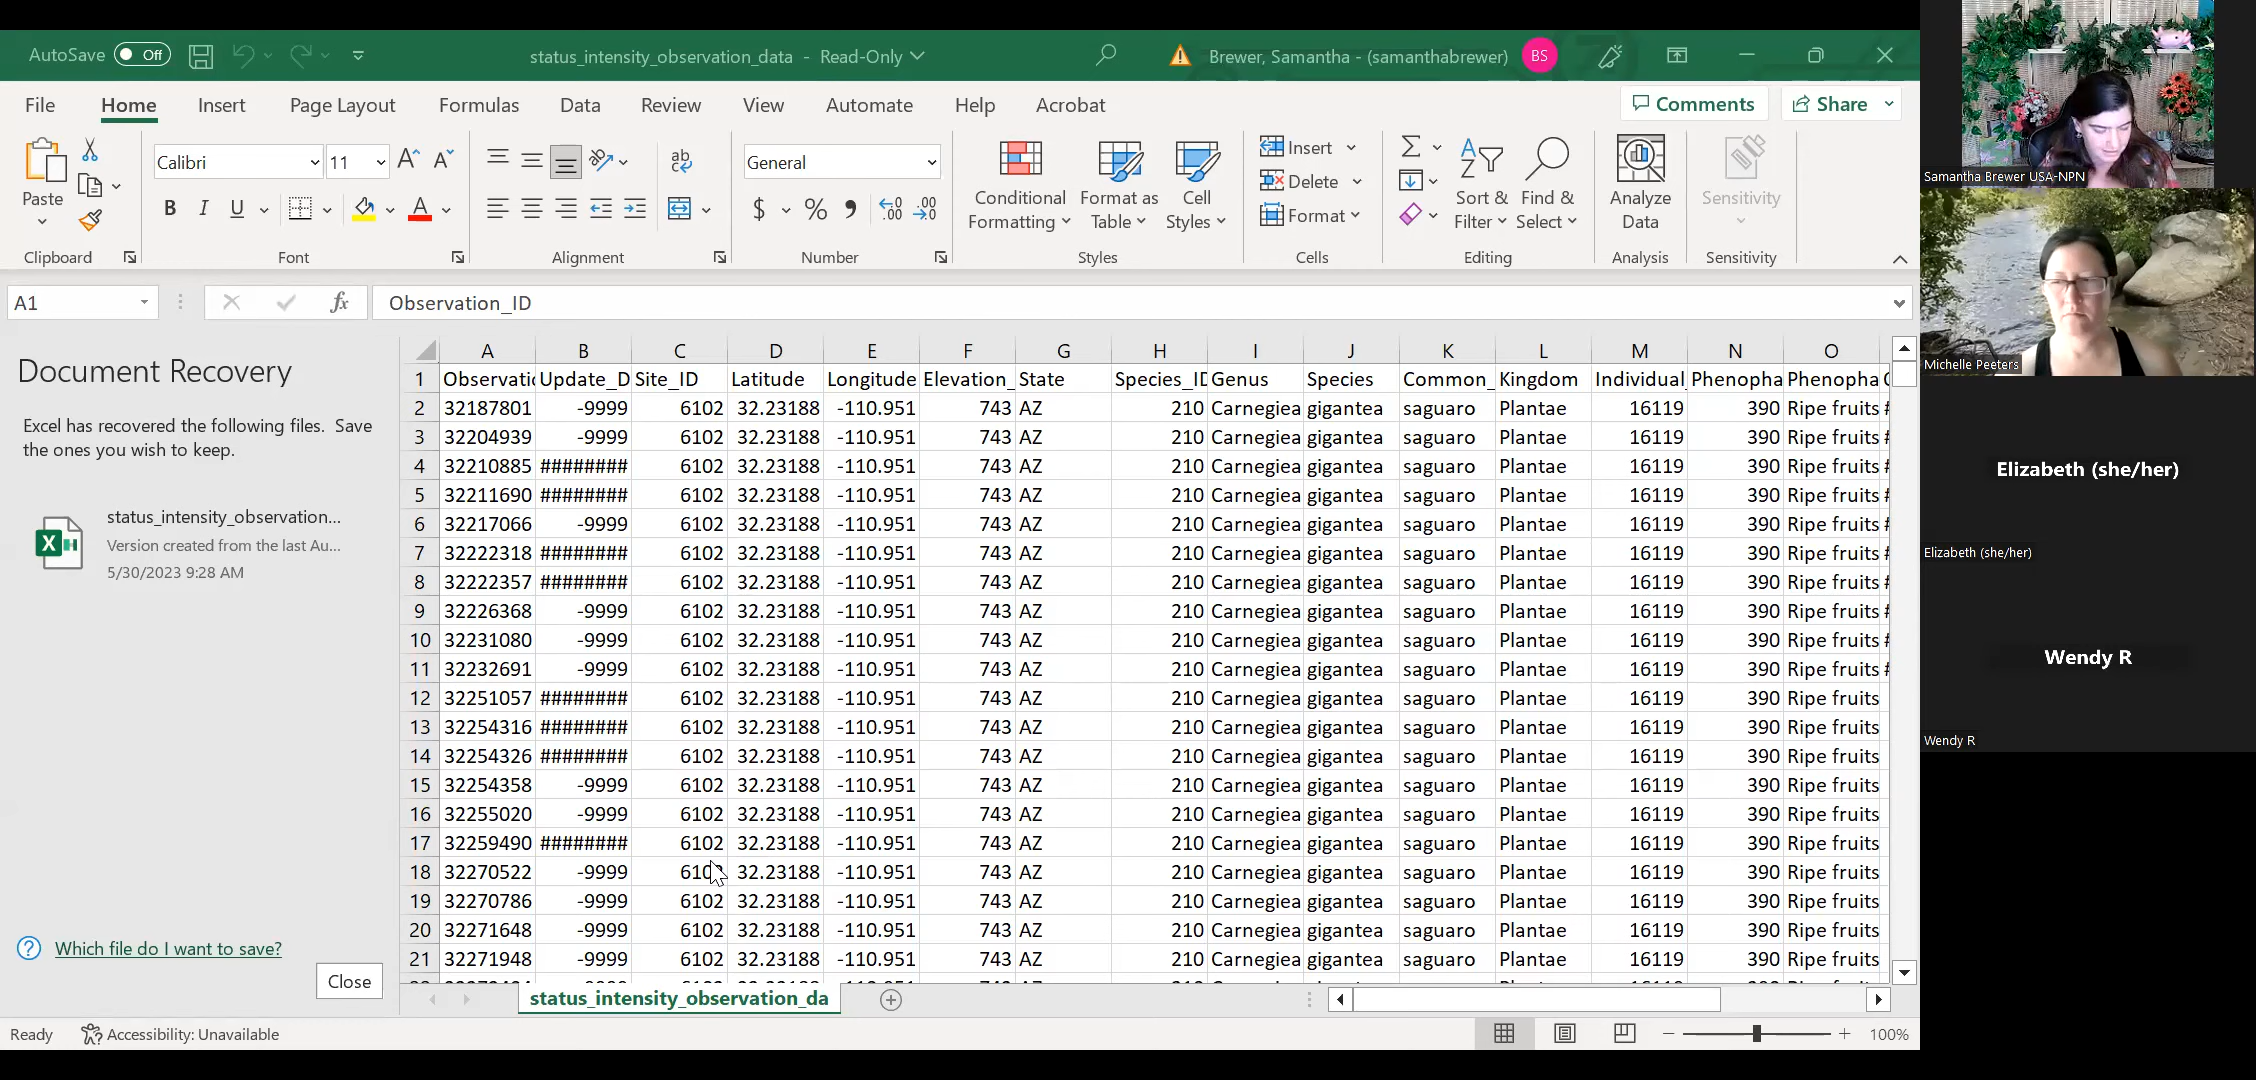 AutoSave Off status_intensity_observation_data - Read-Only Brewer, Samantha - (samanthabrewer) BS
File Home Insert Page Layout Formulas Data Review View Automate Help Acrobat Comments Share
Paste Calibri 11 General Conditional Formatting Format as Table Cell Styles Insert Delete Format Sort & Filter Find & Select Analyze Data Sensitivity
Clipboard Font Alignment Number Styles Cells Editing Analysis Sensitivity
A1 fx Observation_ID
Document Recovery
Excel has recovered the following files. Save
the ones you wish to keep.
status_intensity_observation...
Version created from the last Au...
5/30/2023 9:28 AM
Which file do I want to save?
Close
A B C D E F G H I J K L M N O
1 Observatio Update_D Site_ID Latitude Longitude Elevation_ State Species_ID Genus Species Common_ Kingdom Individual_ Phenopha Phenopha
2 32187801 -9999 6102 32.23188 -110.951 743 AZ 210 Carnegiea gigantea saguaro Plantae 16119 390 Ripe fruits #
3 32204939 -9999 6102 32.23188 -110.951 743 AZ 210 Carnegiea gigantea saguaro Plantae 16119 390 Ripe fruits #
4 32210885 ######## 6102 32.23188 -110.951 743 AZ 210 Carnegiea gigantea saguaro Plantae 16119 390 Ripe fruits #
5 32211690 ######## 6102 32.23188 -110.951 743 AZ 210 Carnegiea gigantea saguaro Plantae 16119 390 Ripe fruits #
6 32217066 -9999 6102 32.23188 -110.951 743 AZ 210 Carnegiea gigantea saguaro Plantae 16119 390 Ripe fruits #
7 32222318 ######## 6102 32.23188 -110.951 743 AZ 210 Carnegiea gigantea saguaro Plantae 16119 390 Ripe fruits #
8 32222357 ######## 6102 32.23188 -110.951 743 AZ 210 Carnegiea gigantea saguaro Plantae 16119 390 Ripe fruits #
9 32226368 -9999 6102 32.23188 -110.951 743 AZ 210 Carnegiea gigantea saguaro Plantae 16119 390 Ripe fruits #
10 32231080 -9999 6102 32.23188 -110.951 743 AZ 210 Carnegiea gigantea saguaro Plantae 16119 390 Ripe fruits #
11 32232691 -9999 6102 32.23188 -110.951 743 AZ 210 Carnegiea gigantea saguaro Plantae 16119 390 Ripe fruits #
12 32251057 ######## 6102 32.23188 -110.951 743 AZ 210 Carnegiea gigantea saguaro Plantae 16119 390 Ripe fruits
13 32254316 ######## 6102 32.23188 -110.951 743 AZ 210 Carnegiea gigantea saguaro Plantae 16119 390 Ripe fruits
14 32254326 ######## 6102 32.23188 -110.951 743 AZ 210 Carnegiea gigantea saguaro Plantae 16119 390 Ripe fruits
15 32254358 -9999 6102 32.23188 -110.951 743 AZ 210 Carnegiea gigantea saguaro Plantae 16119 390 Ripe fruits
16 32255020 -9999 6102 32.23188 -110.951 743 AZ 210 Carnegiea gigantea saguaro Plantae 16119 390 Ripe fruits
17 32259490 ######## 6102 32.23188 -110.951 743 AZ 210 Carnegiea gigantea saguaro Plantae 16119 390 Ripe fruits
18 32270522 -9999 6102 32.23188 -110.951 743 AZ 210 Carnegiea gigantea saguaro Plantae 16119 390 Ripe fruits
19 32270786 -9999 6102 32.23188 -110.951 743 AZ 210 Carnegiea gigantea saguaro Plantae 16119 390 Ripe fruits
20 32271648 -9999 6102 32.23188 -110.951 743 AZ 210 Carnegiea gigantea saguaro Plantae 16119 390 Ripe fruits
21 32271948 -9999 6102 32.23188 -110.951 743 AZ 210 Carnegiea gigantea saguaro Plantae 16119 390 Ripe fruits
status_intensity_observation_da
Ready Accessibility: Unavailable 100%
Samantha Brewer USA-NPN
Michelle Peeters
Elizabeth (she/her)
Elizabeth (she/her)
Wendy R
Wendy R